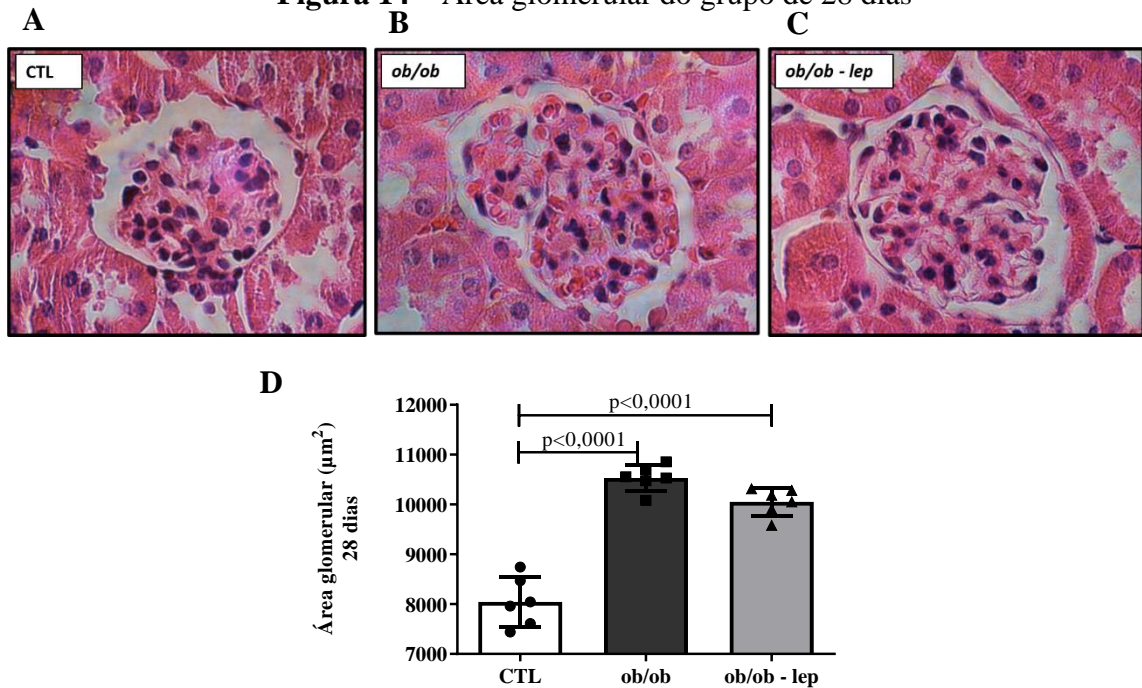 Figura 14 – Área glomerular do grupo de 28 dias
A
B
C
CTL
ob/ob
ob/ob - lep
D
Área glomerular (µm²)
28 dias
12000
11000
10000
9000
8000
7000
p<0,0001
p<0,0001
CTL
ob/ob
ob/ob - lep